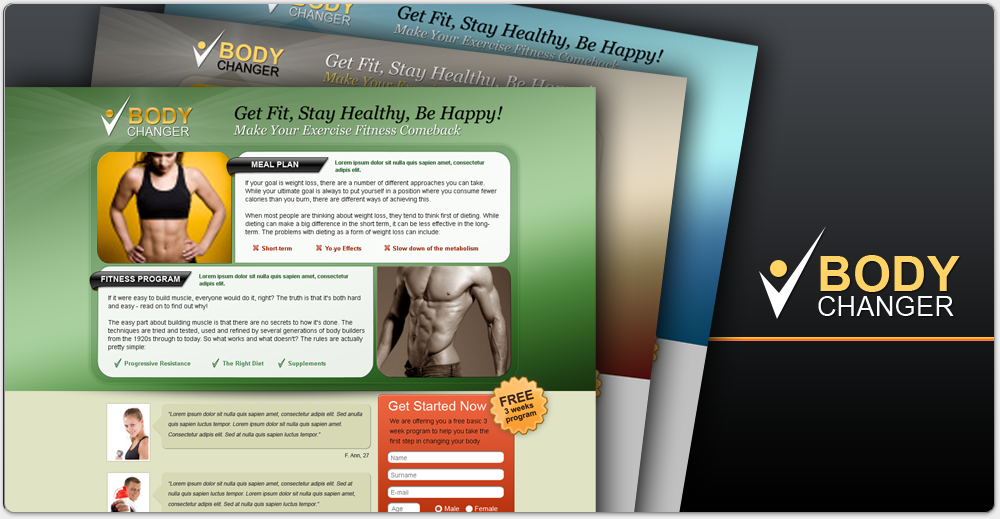 Get Fit, Stay Healthy, Be Happy!
Make Your Exercise Fitness Comeback
CHANGER
BODY
CHANGER
Get Fit, Stay Healthy, Be Happy!
Make Your Exercise Fitness Comeback
BODY
CHANGER
Get Fit, Stay Healthy, Be Happy!
Make Your Exercise Fitness Comeback
MEAL PLAN
Lorem ipsum dolor sit nulla quis sapien amet, consectetur
adipis elit.
If your goal is weight loss, there are a number of different approaches you can take.
While your ultimate goal is always to put yourself in a position where you consume fewer
calories than you burn, there are different ways of achieving this.
When most people are thinking about weight loss, they tend to think first of dieting. While
dieting can make a big difference in the short term, it can be less effective in the long-
term. The problems with dieting as a form of weight loss can include:
Short-term
Yo-yo Effects
Slow down of the metabolism
FITNESS PROGRAM
Lorem ipsum dolor sit nulla quis sapien amet, consectetur
adipis elit.
If it were easy to build muscle, everyone would do it, right? The truth is that it's both hard
and easy - read on to find out why!
The easy part about building muscle is that there are no secrets to how it's done. The
techniques are tried and tested, used and refined by several generations of body builders
from the 1920s through to today. So what works and what doesn't? The rules are actually
pretty simple:
Progressive Resistance
The Right Diet
Supplements
"Lorem ipsum dolor sit nulla quis sapien amet, consectetur adipis elit. Sed anulla
quis sapien luctus tempor. Lorem ipsum dolor sit nulla quis sapien amet.
Consectetur adipis elit. Sed at nulla quis sapien luctus tempor."
F. Ann, 27
"Lorem ipsum dolor sit nulla quis sapien amet, consectetur adipis elit. Sed at
nulla quis sapien luctus tempor. Lorem ipsum dolor sit nulla quis sapien amet,
consectetur adipis elit. Sed at nulla quis sapien luctus tempor. Lorem ipsum dolor
Get Started Now
We are offering you a free basic 3
week program to help you take the
first step in changing your body
FREE
3 weeks
program
Name
Surname
E-mail
Age
Male
Female
BODY
CHANGER